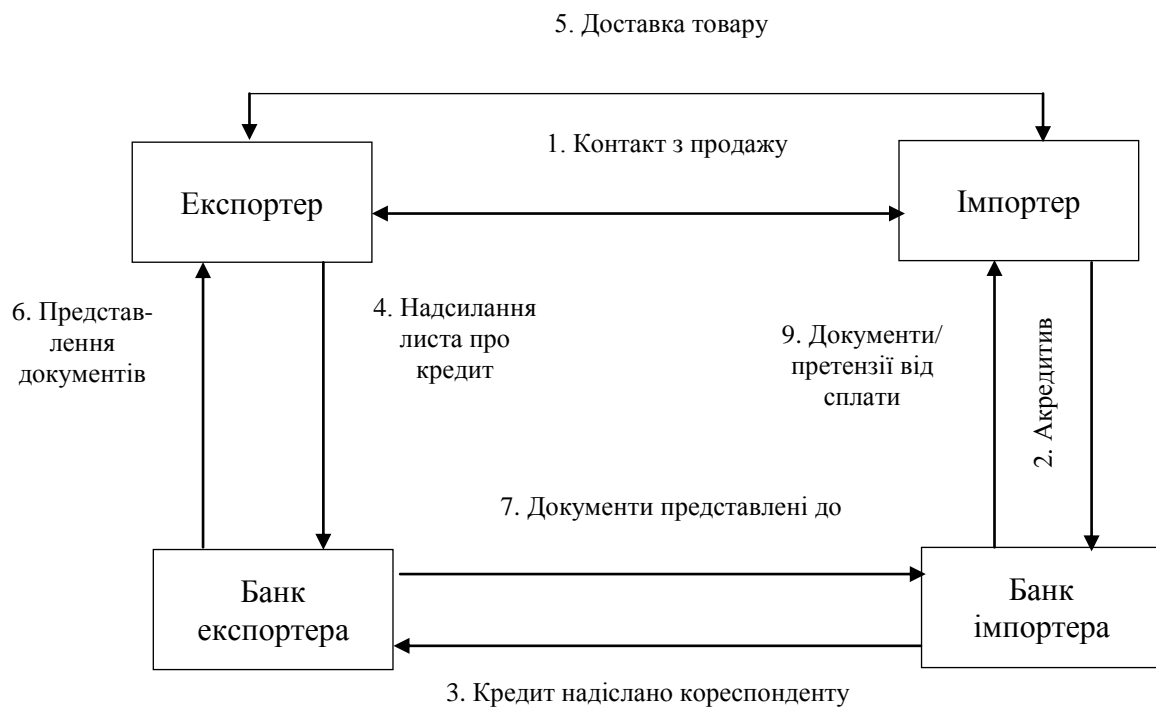 5. Доставка товару
1. Контакт з продажу
Експортер
Імпортер
6. Представ-
лення
документів
4. Надсилання
листа про
кредит
9. Документи/
претензії від
сплати
2. Акредитив
7. Документи представлені до
Банк
експортера
Банк
імпортера
3. Кредит надіслано кореспонденту